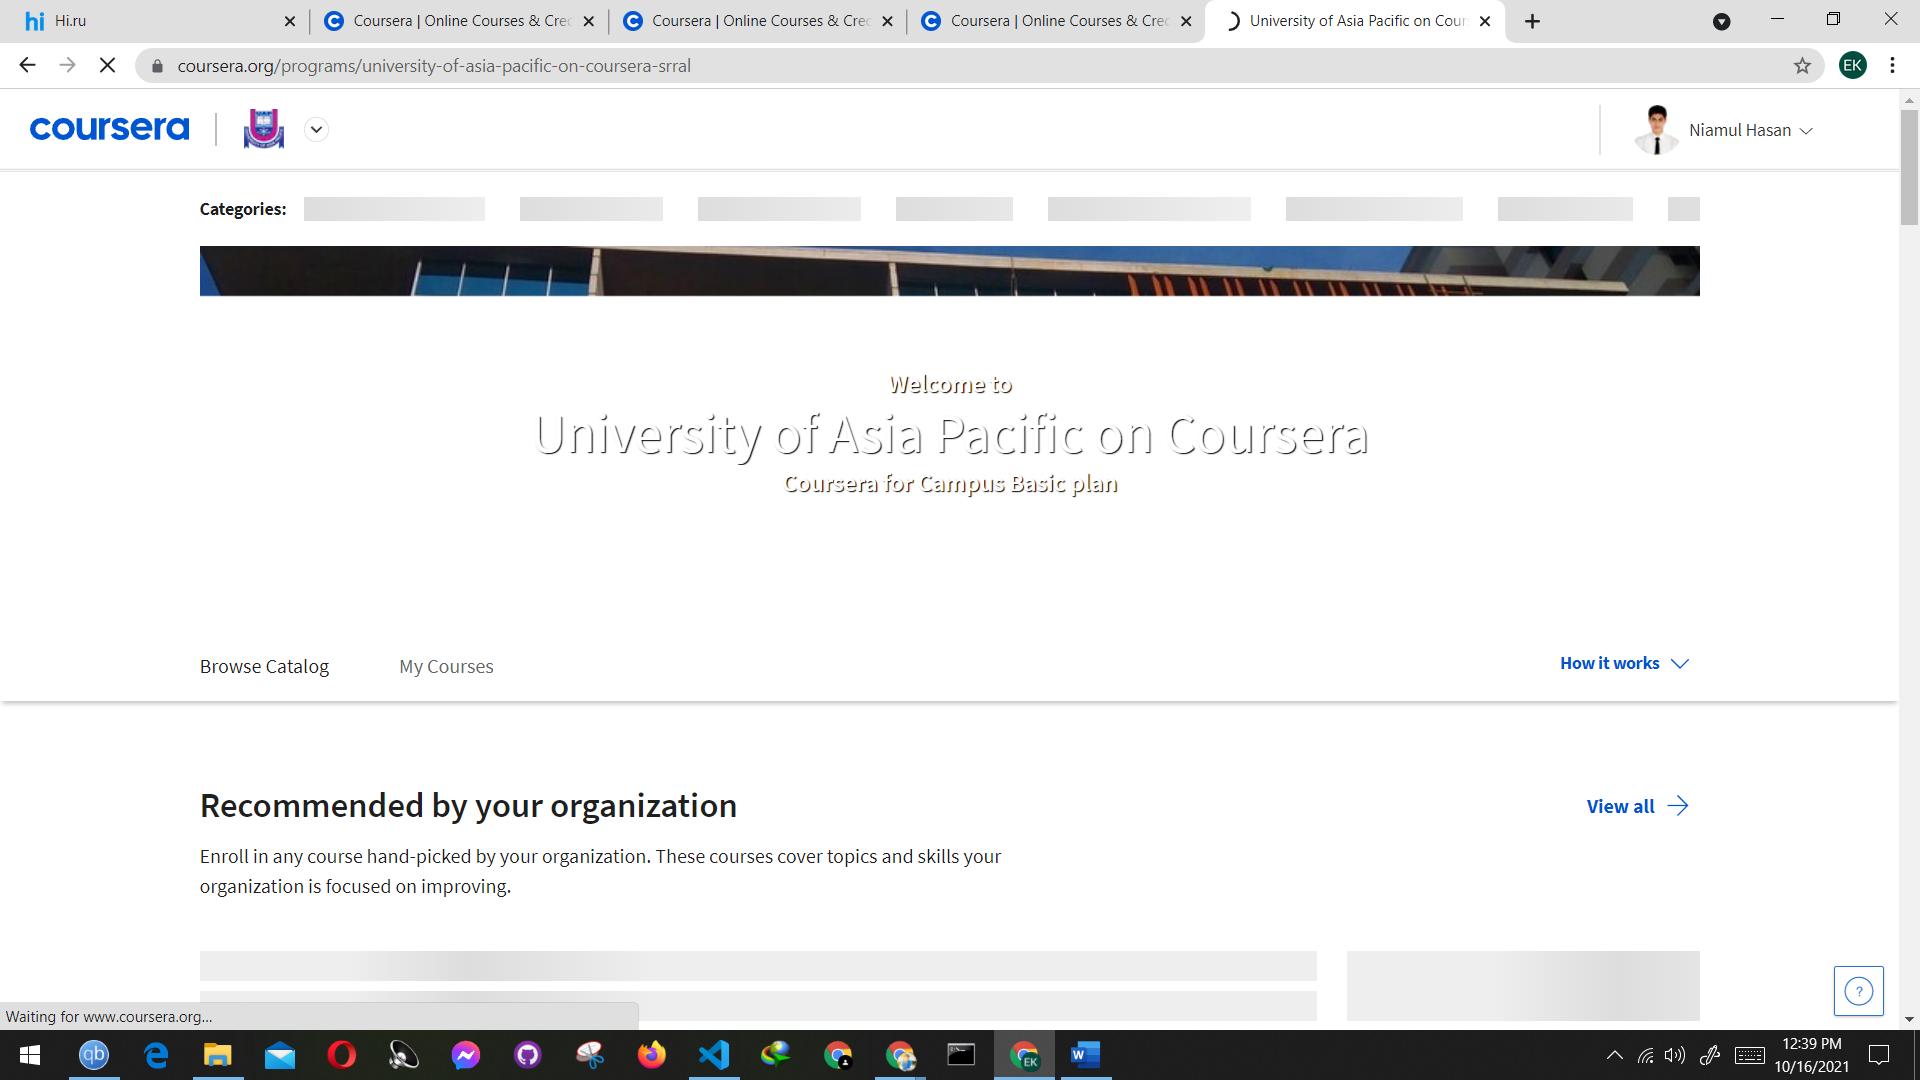 Hi.ru
Coursera | Online Courses & Cre
Coursera | Online Courses & Cre
Coursera | Online Courses & Cre
University of Asia Pacific on Cour
coursera.org/programs/university-of-asia-pacific-on-coursera-srral
EK
coursera
Niamul Hasan
Categories:
Welcome to
University of Asia Pacific on Coursera
Coursera for Campus Basic plan
Browse Catalog
My Courses
How it works
Recommended by your organization
View all
Enroll in any course hand-picked by your organization. These courses cover topics and skills your
organization is focused on improving.
?
Waiting for www.coursera.org...
12:39 PM
10/16/2021